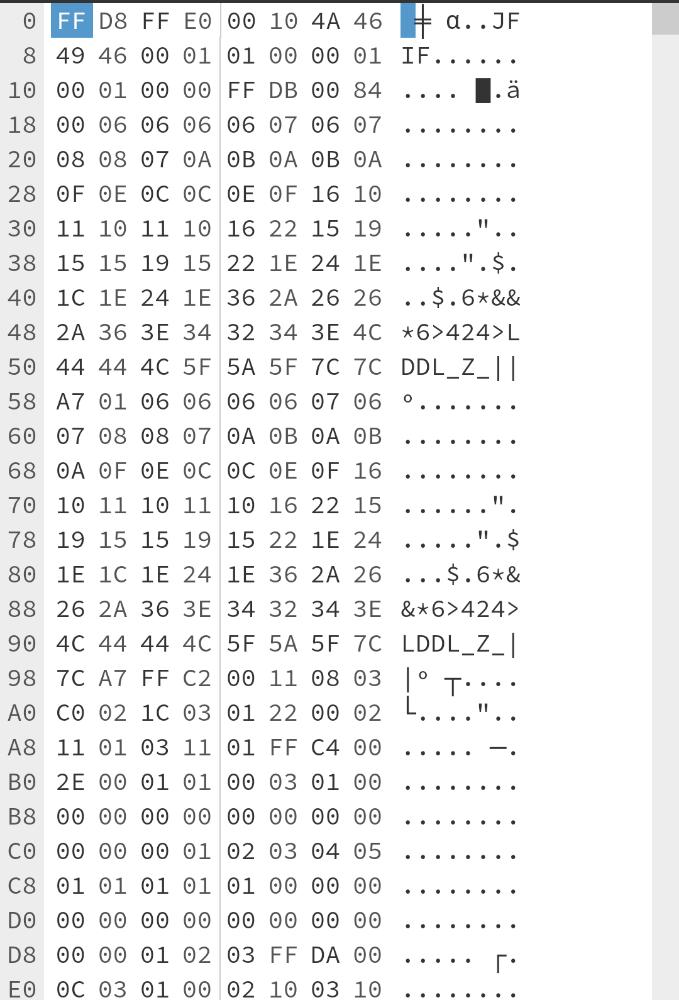 0 FF D8 FF E0 00 10 4A 46 ╪ α..JF
8 49 46 00 01 01 00 00 01 IF......
10 00 01 00 00 FF DB 00 84 .... █.ä
18 00 06 06 06 06 07 06 07 ........
20 08 08 07 0A 0B 0A 0B 0A ........
28 0F 0E 0C 0C 0E 0F 16 10 ........
30 11 10 11 10 16 22 15 19 ....."..
38 15 15 19 15 22 1E 24 1E ....".$.
40 1C 1E 24 1E 36 2A 26 26 ..$.6*&&
48 2A 36 3E 34 32 34 3E 4C *6>424>L
50 44 44 4C 5F 5A 5F 7C 7C DDL_Z_||
58 A7 01 06 06 06 06 07 06 º.......
60 07 08 08 07 0A 0B 0A 0B ........
68 0A 0F 0E 0C 0C 0E 0F 16 ........
70 10 11 10 11 10 16 22 15 ......".
78 19 15 15 19 15 22 1E 24 .....".$
80 1E 1C 1E 24 1E 36 2A 26 ...$.6*&
88 26 2A 36 3E 34 32 34 3E &*6>424>
90 4C 44 44 4C 5F 5A 5F 7C LDDL_Z_|
98 7C A7 FF C2 00 11 08 03 |º ┬....
A0 C0 02 1C 03 01 22 00 02 └...."..
A8 11 01 03 11 01 FF C4 00 ..... ─.
B0 2E 00 01 01 00 03 01 00 ........
B8 00 00 00 00 00 00 00 00 ........
C0 00 00 00 01 02 03 04 05 ........
C8 01 01 01 01 01 00 00 00 ........
D0 00 00 00 00 00 00 00 00 ........
D8 00 00 01 02 03 FF DA 00 ..... ┌.
E0 0C 03 01 00 02 10 03 10 ........